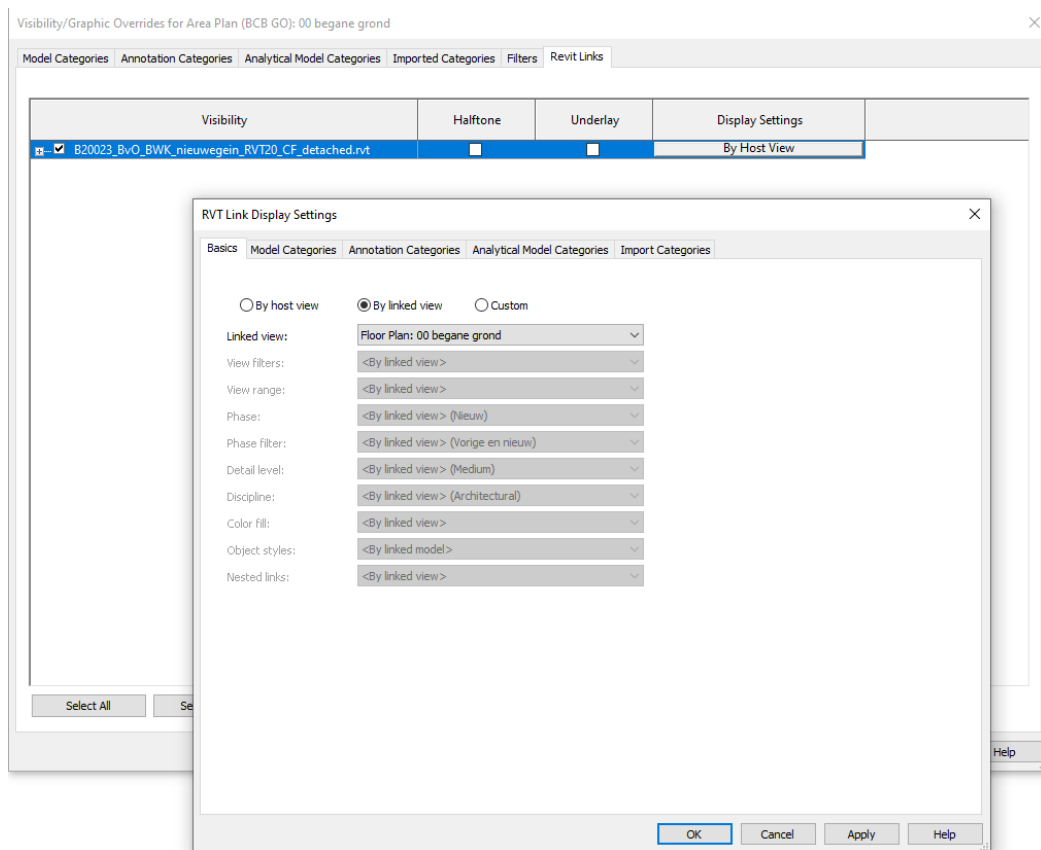 Visibility/Graphic Overrides for Area Plan (BCB GO): 00 begane grond
Model Categories Annotation Categories Analytical Model Categories Imported Categories Filters Revit Links
Visibility Halftone Underlay Display Settings
B20023_BvO_BWK_nieuwegein_RVT20_CF_detached.rvt By Host View
RVT Link Display Settings
Basics Model Categories Annotation Categories Analytical Model Categories Import Categories
By host view By linked view Custom
Linked view: Floor Plan: 00 begane grond
View filters: <By linked view>
View range: <By linked view>
Phase: <By linked view> (Nieuw)
Phase filter: <By linked view> (Vorige en nieuw)
Detail level: <By linked view> (Medium)
Discipline: <By linked view> (Architectural)
Color fill: <By linked view>
Object styles: <By linked model>
Nested links: <By linked view>
Select All Se
Help
OK Cancel Apply Help